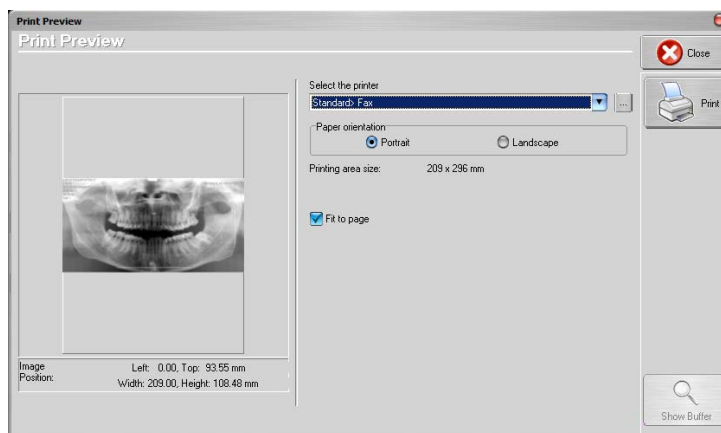 Print Preview
Print Preview
Close
Print
Select the printer
Standard> Fax
...
Paper orientation
Portrait
Landscape
Printing area size: 209 x 296 mm
Fit to page
Image Position:
Left: 0.00, Top: 93.55 mm
Width: 209.00, Height: 108.48 mm
Show Buffer